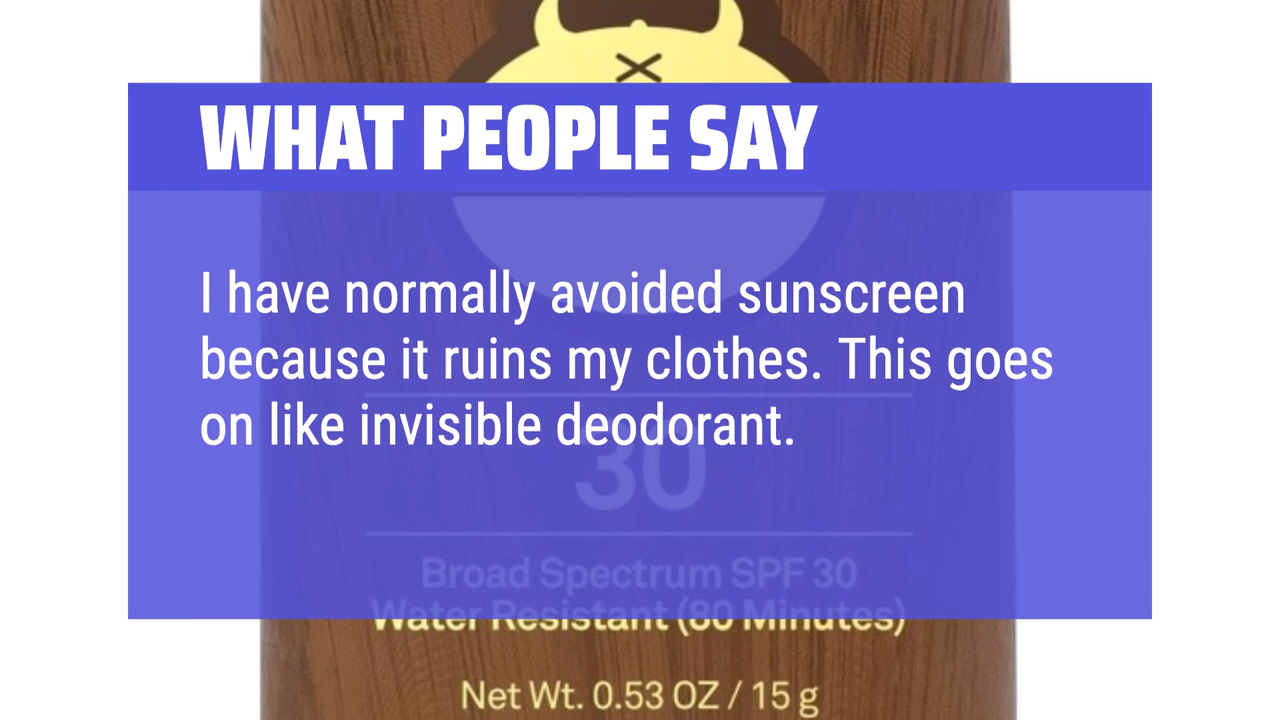 WHAT PEOPLE SAY
I have normally avoided sunscreen
because it ruins my clothes. This goes
on like invisible deodorant.
30
Broad Spectrum SPF 30
Water Resistant (80 Minutes)
Net Wt. 0.53 OZ / 15 g